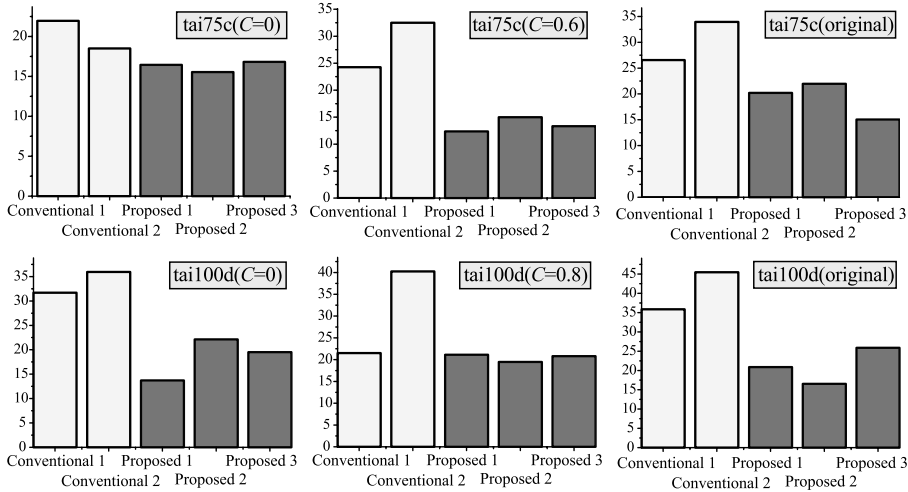 tai75c(C=0)
20
15
10
5
0
Conventional 1 Proposed 1 Proposed 3
Conventional 2 Proposed 2
tai75c(C=0.6)
35
30
25
20
15
10
5
0
Conventional 1 Proposed 1 Proposed 3
Conventional 2 Proposed 2
tai75c(original)
35
30
25
20
15
10
5
0
Conventional 1 Proposed 1 Proposed 3
Conventional 2 Proposed 2
tai100d(C=0)
35
30
25
20
15
10
5
0
Conventional 1 Proposed 1 Proposed 3
Conventional 2 Proposed 2
tai100d(C=0.8)
40
30
20
20
10
10
5
0
Conventional 1 Proposed 1 Proposed 3
Conventional 2 Proposed 2
tai100d(original)
45
40
35
30
25
20
15
10
5
0
Conventional 1 Proposed 1 Proposed 3
Conventional 2 Proposed 2